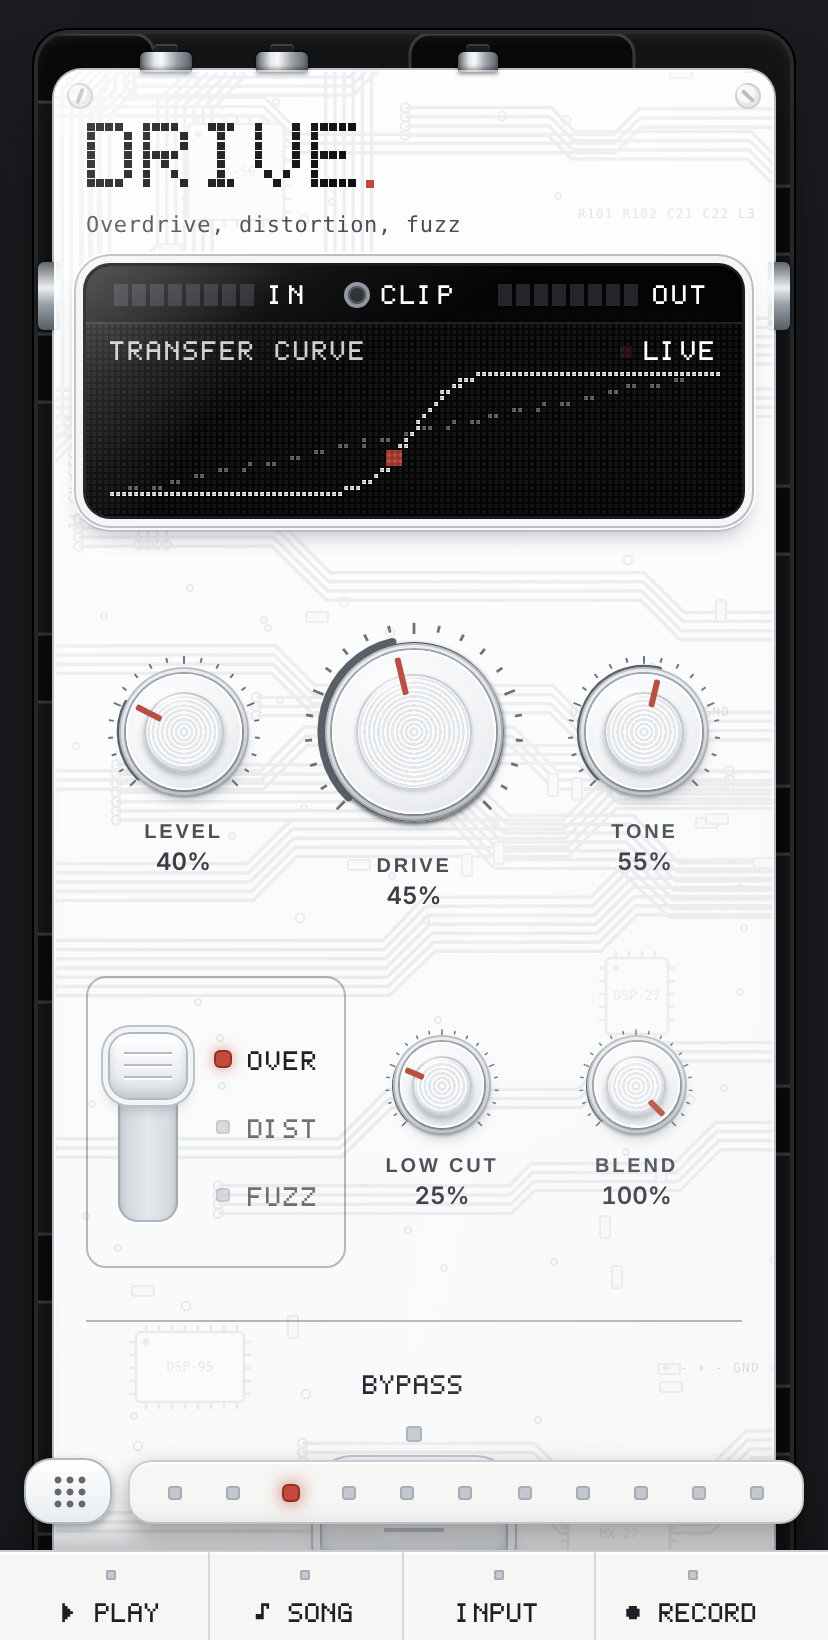 DRIVE.
R101 R102 C21 C22 L3
Overdrive, distortion, fuzz
IN CLIP OUT
TRANSFER CURVE LIVE
LEVEL
40%
DRIVE
45%
TONE
55%
DSP-27
OVER
DIST
FUZZ
LOW CUT
25%
BLEND
100%
DSP-95
+ - + - GND
BYPASS
MX-27
PLAY SONG INPUT RECORD